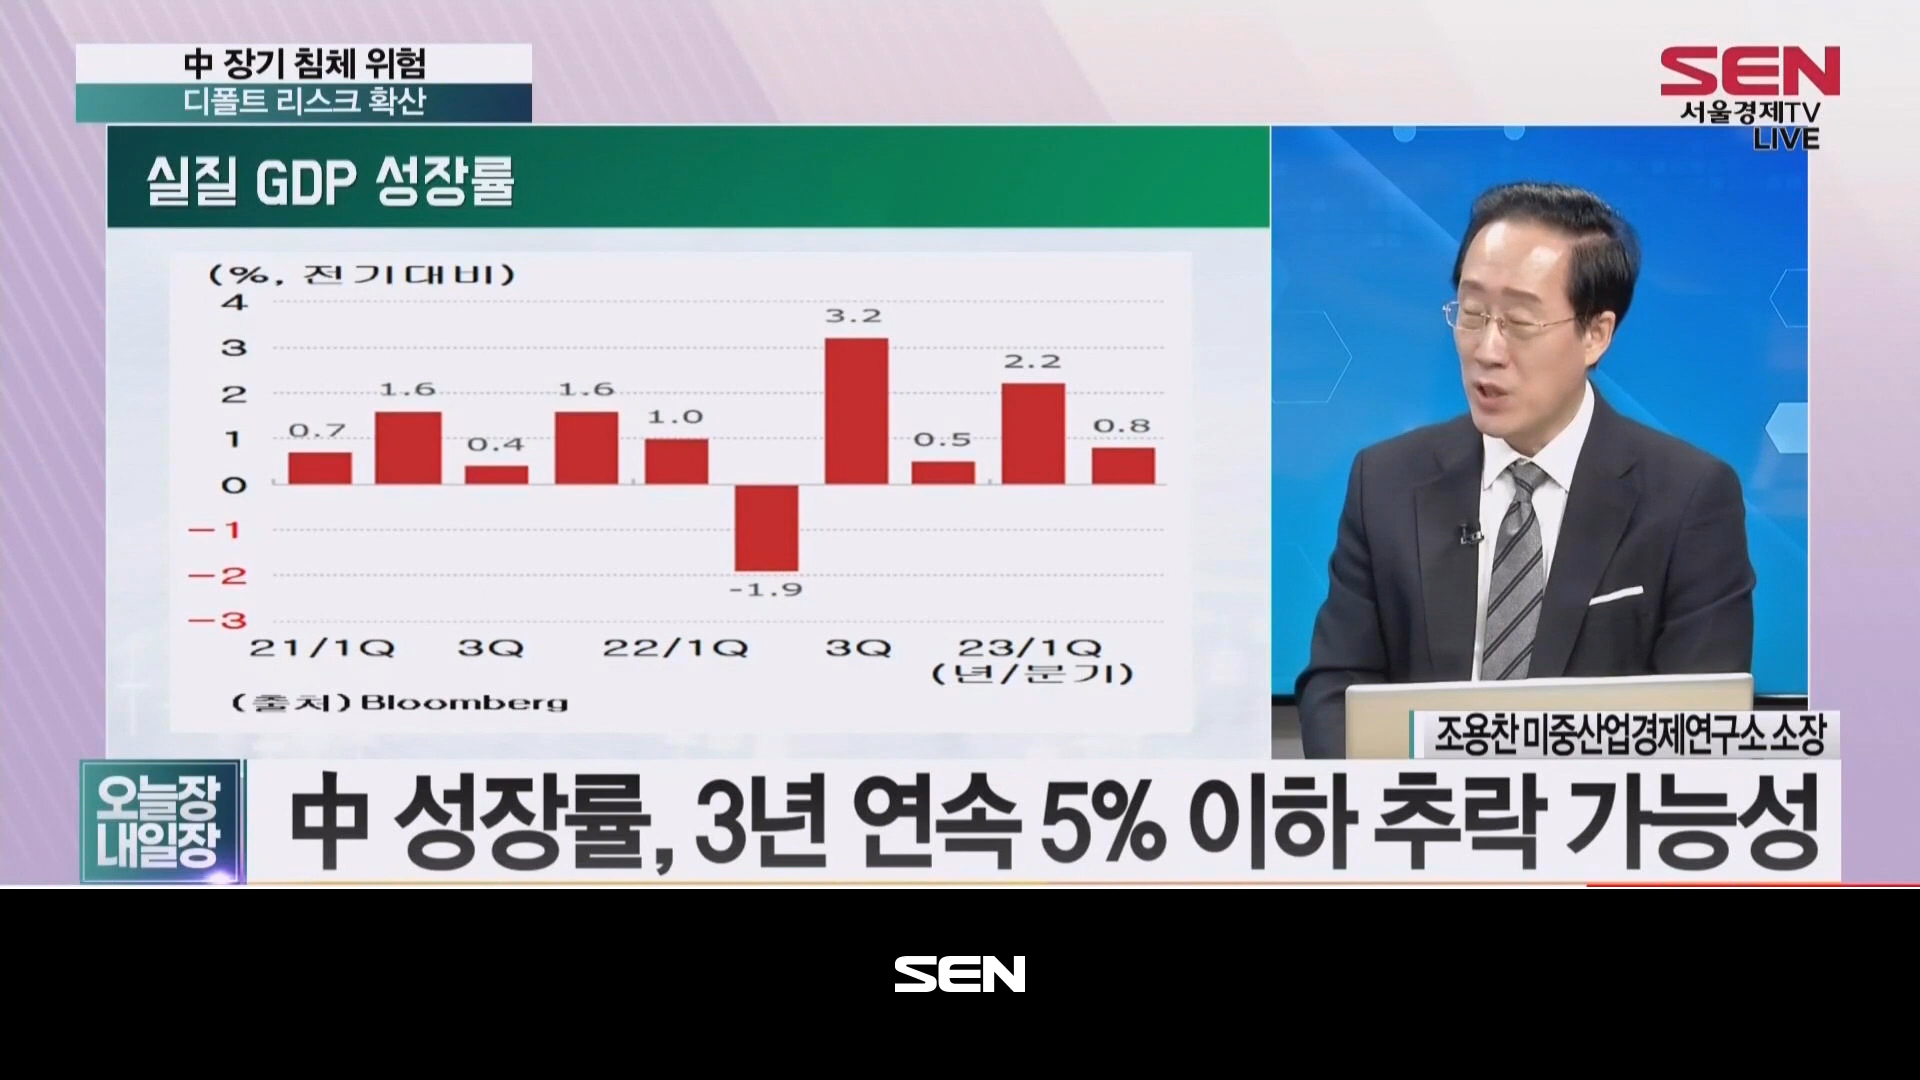 中 장기 침체 위험
디폴트 리스크 확산
SEN
서울경제TV
LIVE
실질 GDP 성장률
(%, 전기대비)
4
3
2
1
0
-1
-2
-3
0.7
1.6
0.4
1.6
1.0
-1.9
3.2
0.5
2.2
0.8
21/1Q 3Q 22/1Q 3Q 23/1Q
(년/분기)
(출처) Bloomberg
조용찬 미중산업경제연구소 소장
오늘장
내일장
中 성장률, 3년 연속 5% 이하 추락 가능성
SEN